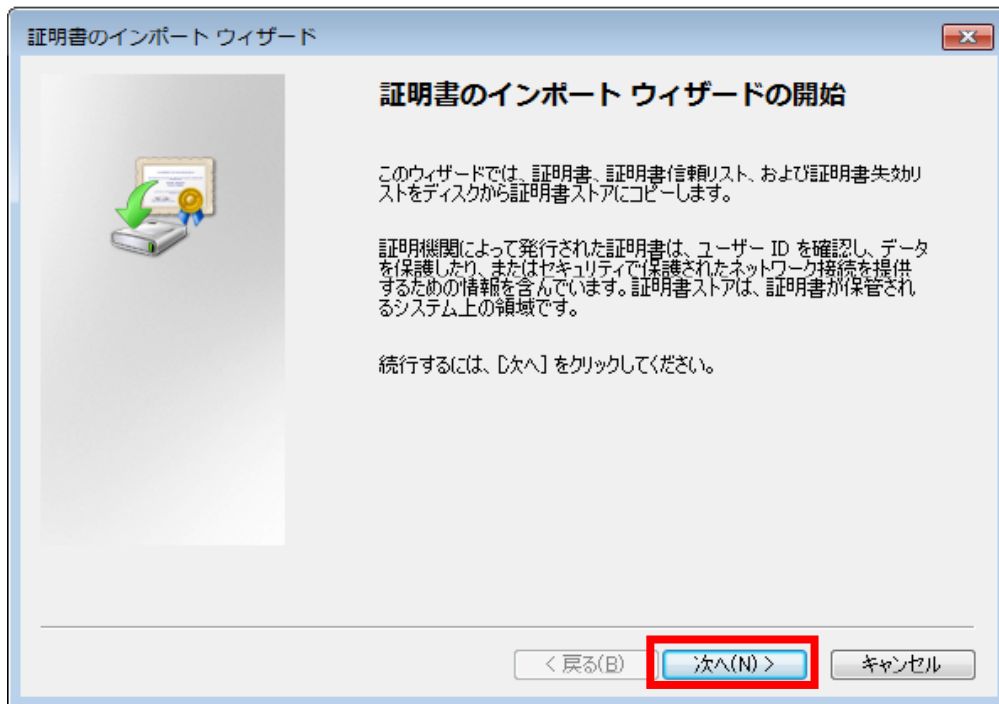 証明書のインポート ウィザード
証明書のインポート ウィザードの開始
このウィザードでは、証明書、証明書信頼リスト、および証明書失効リ
ストをディスクから証明書ストアにコピーします。
証明機関によって発行された証明書は、ユーザー ID を確認し、データ
を保護したり、またはセキュリティで保護されたネットワーク接続を提供
するための情報を含んでいます。証明書ストアは、証明書が保管され
るシステム上の領域です。
続行するには、[次へ] をクリックしてください。
< 戻る(B) 次へ(N) > キャンセル